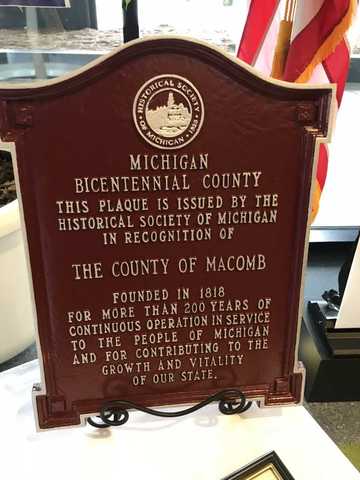 HISTORICAL SOCIETY
OF MICHIGAN
MICHIGAN
BICENTENNIAL COUNTY
THIS PLAQUE IS ISSUED BY THE
HISTORICAL SOCIETY OF MICHIGAN
IN RECOGNITION OF
THE COUNTY OF MACOMB
FOUNDED IN 1818
FOR MORE THAN 200 YEARS OF
CONTINUOUS OPERATION IN SERVICE
TO THE PEOPLE OF MICHIGAN
AND FOR CONTRIBUTING TO THE
GROWTH AND VITALITY
OF OUR STATE.